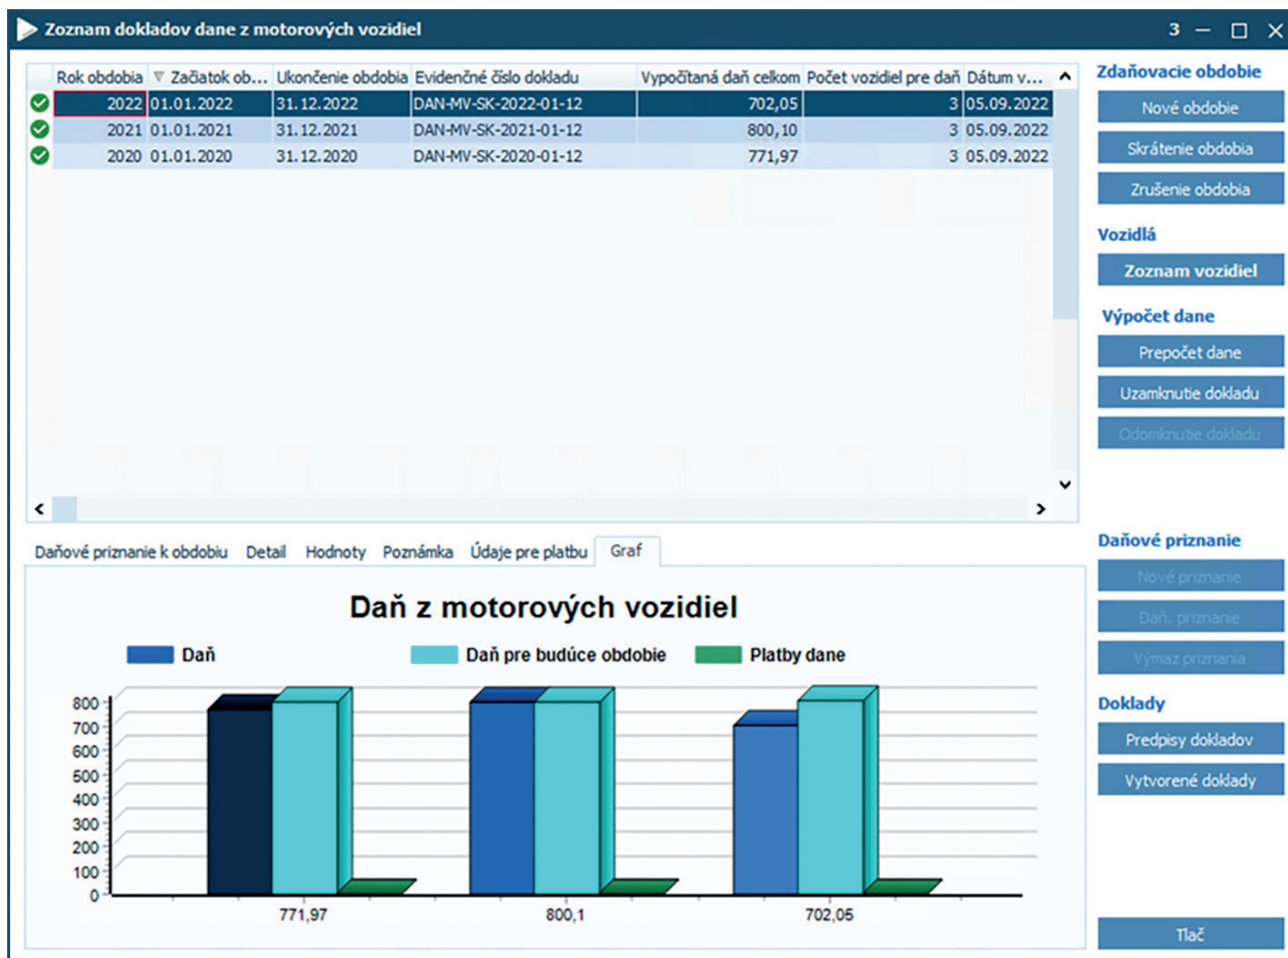 Zoznam dokladov dane z motorových vozidiel 3
Rok obdobia Začiatok ob... Ukončenie obdobia Evidenčné číslo dokladu Vypočítaná daň celkom Počet vozidiel pre daň Dátum v...
2022 01.01.2022 31.12.2022 DAN-MV-SK-2022-01-12 702,05 3 05.09.2022
2021 01.01.2021 31.12.2021 DAN-MV-SK-2021-01-12 800,10 3 05.09.2022
2020 01.01.2020 31.12.2020 DAN-MV-SK-2020-01-12 771,97 3 05.09.2022
Zdaňovacie obdobie
Nové obdobie
Skrátenie obdobia
Zrušenie obdobia
Vozidlá
Zoznam vozidiel
Výpočet dane
Prepočet dane
Uzamknutie dokladu
Odomknutie dokladu
Daňové priznanie k obdobiu Detail Hodnoty Poznámka Údaje pre platbu Graf
Daň z motorových vozidiel
Daň Daň pre budúce obdobie Platby dane
800
700
600
500
400
300
200
100
0
771,97 800,1 702,05
Daňové priznanie
Nové priznanie
Daň. priznanie
Výmaz priznania
Doklady
Predpisy dokladov
Vytvorené doklady
Tlač